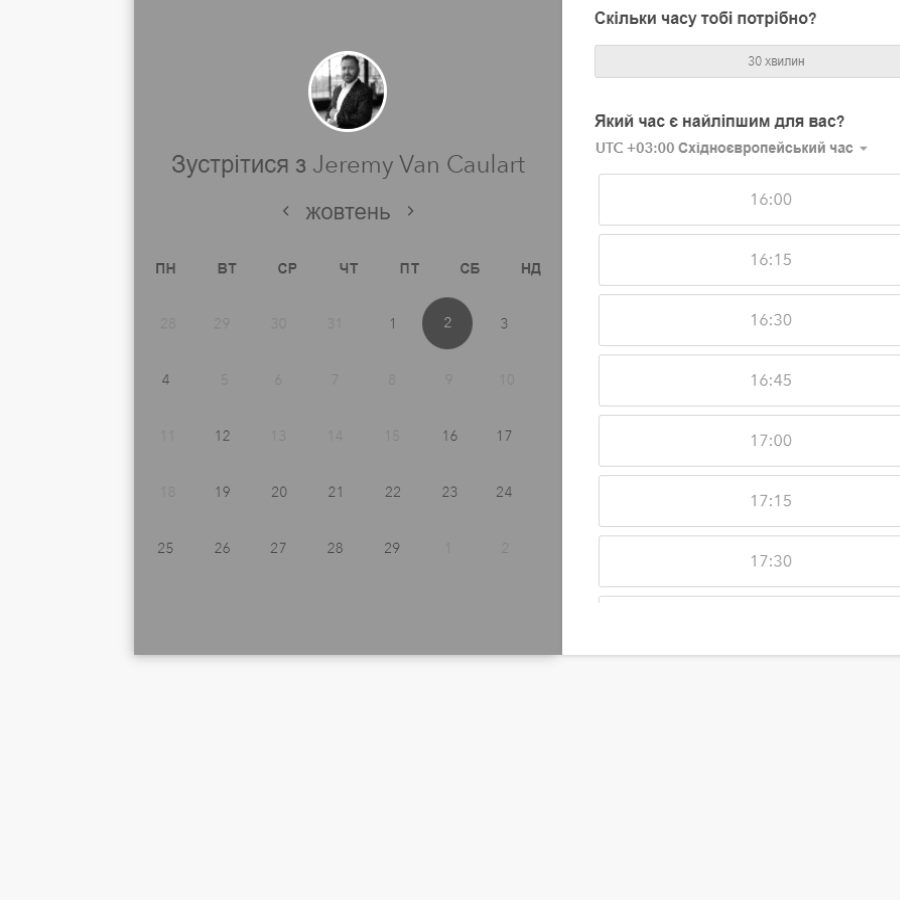 Зустрітися з Jeremy Van Caulart
жовтень
ПН ВТ СР ЧТ ПТ СБ НД
28 29 30 31 1 2 3
4 5 6 7 8 9 10
11 12 13 14 15 16 17
18 19 20 21 22 23 24
25 26 27 28 29 1 2
Скільки часу тобі потрібно?
30 хвилин
Який час є найліпшим для вас?
UTC +03:00 Східноєвропейський час
16:00
16:15
16:30
16:45
17:00
17:15
17:30